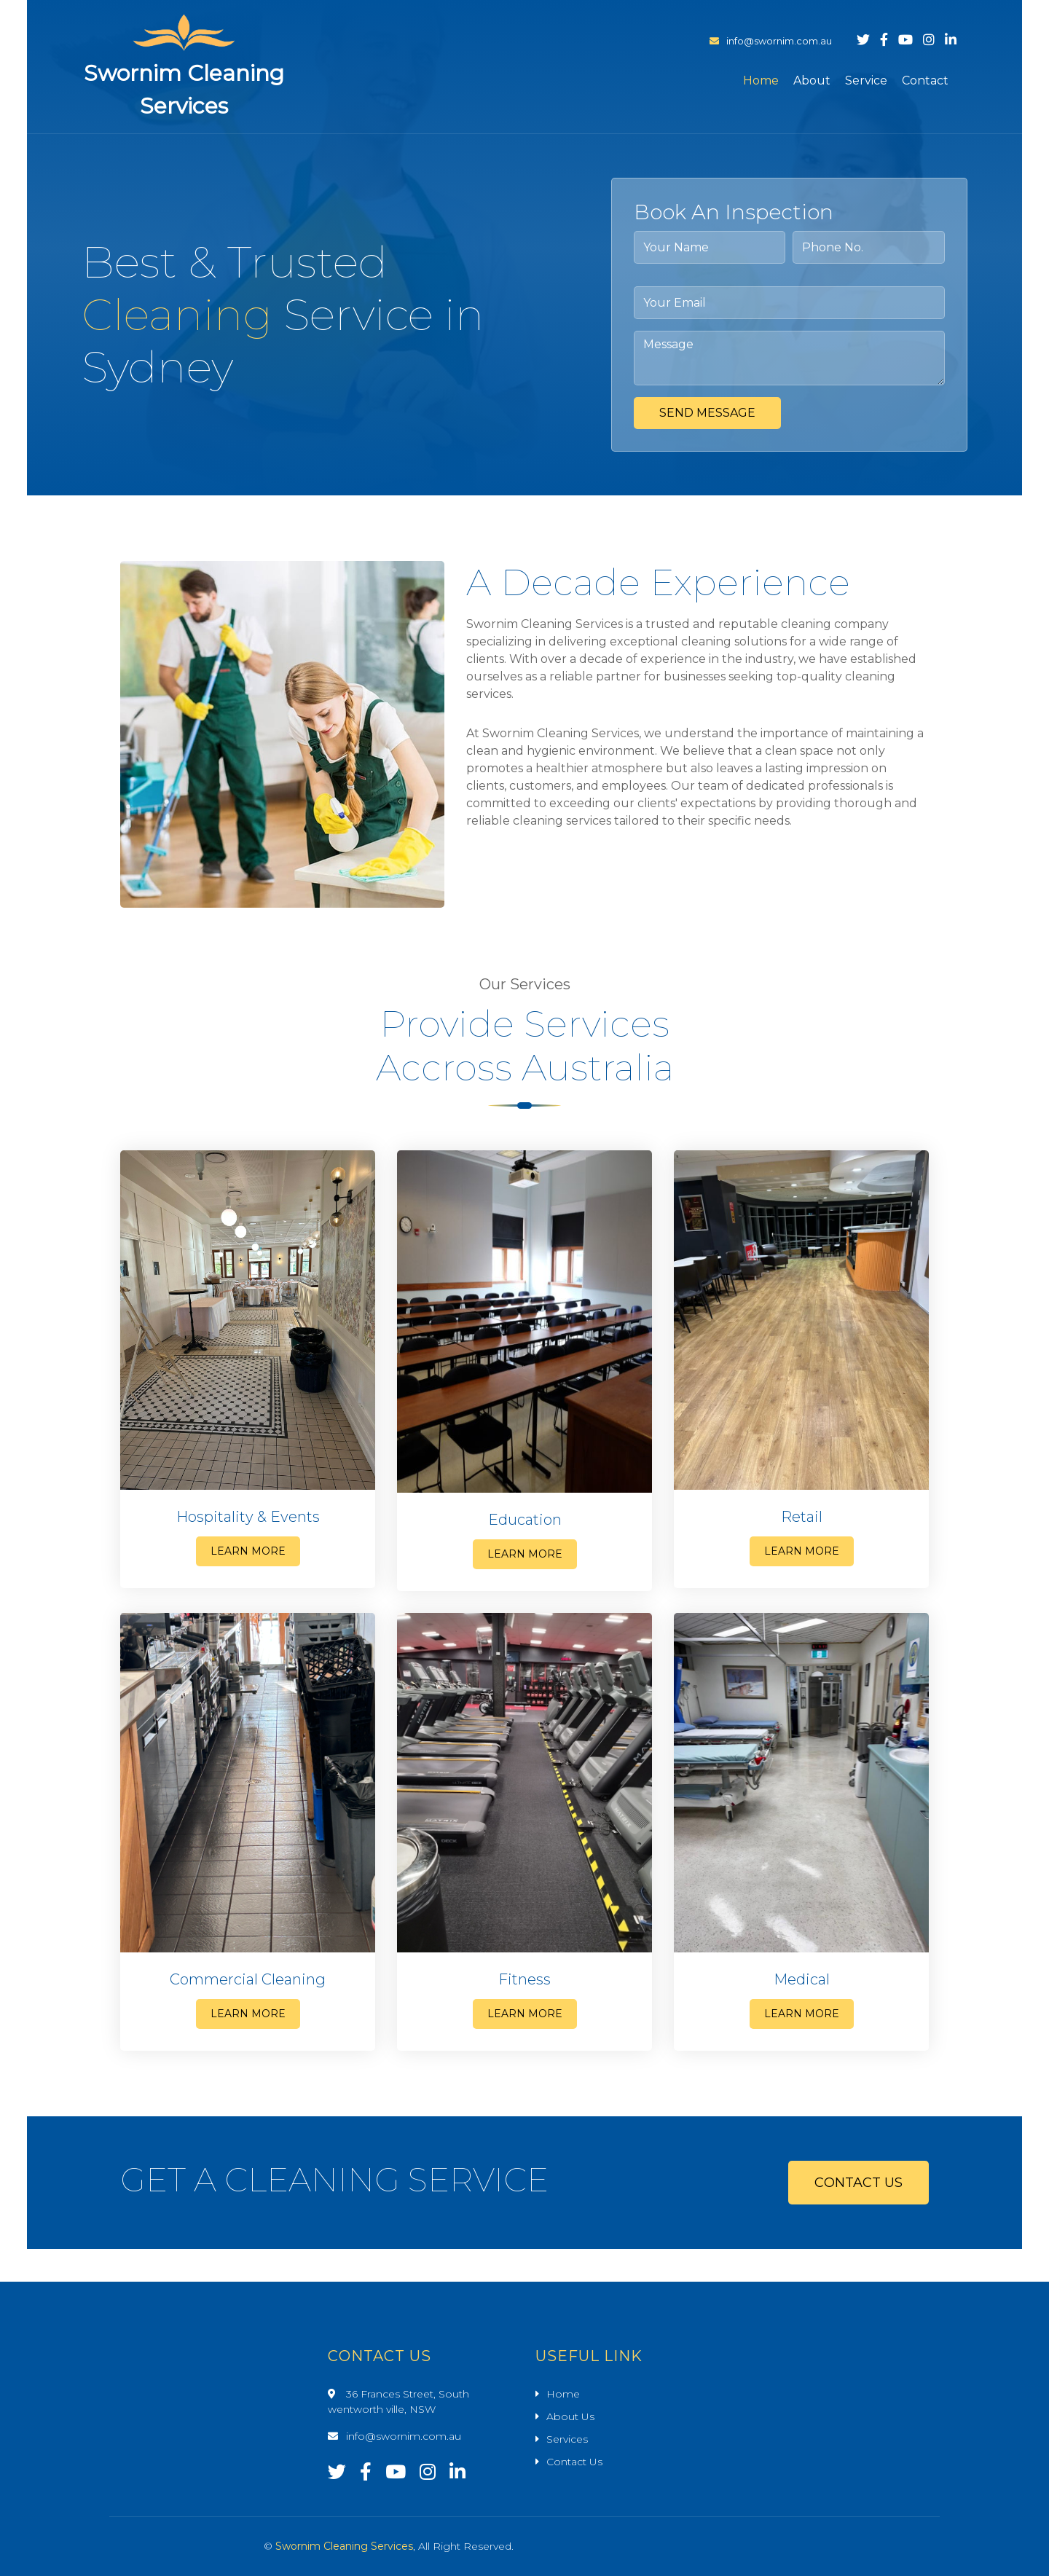 Swornim Cleaning
Services
info@swornim.com.au
Home About Service Contact
Best & Trusted
Cleaning Service in
Sydney
Book An Inspection
Your Name
Phone No.
Your Email
Message
SEND MESSAGE
A Decade Experience
Swornim Cleaning Services is a trusted and reputable cleaning company
specializing in delivering exceptional cleaning solutions for a wide range of
clients. With over a decade of experience in the industry, we have established
ourselves as a reliable partner for businesses seeking top-quality cleaning
services.
At Swornim Cleaning Services, we understand the importance of maintaining a
clean and hygienic environment. We believe that a clean space not only
promotes a healthier atmosphere but also leaves a lasting impression on
clients, customers, and employees. Our team of dedicated professionals is
committed to exceeding our clients' expectations by providing thorough and
reliable cleaning services tailored to their specific needs.
Our Services
Provide Services
Accross Australia
Hospitality & Events
LEARN MORE
Education
LEARN MORE
Retail
LEARN MORE
Commercial Cleaning
LEARN MORE
Fitness
LEARN MORE
Medical
LEARN MORE
GET A CLEANING SERVICE
CONTACT US
CONTACT US
36 Frances Street, South
wentworth ville, NSW
info@swornim.com.au
USEFUL LINK
Home
About Us
Services
Contact Us
© Swornim Cleaning Services, All Right Reserved.